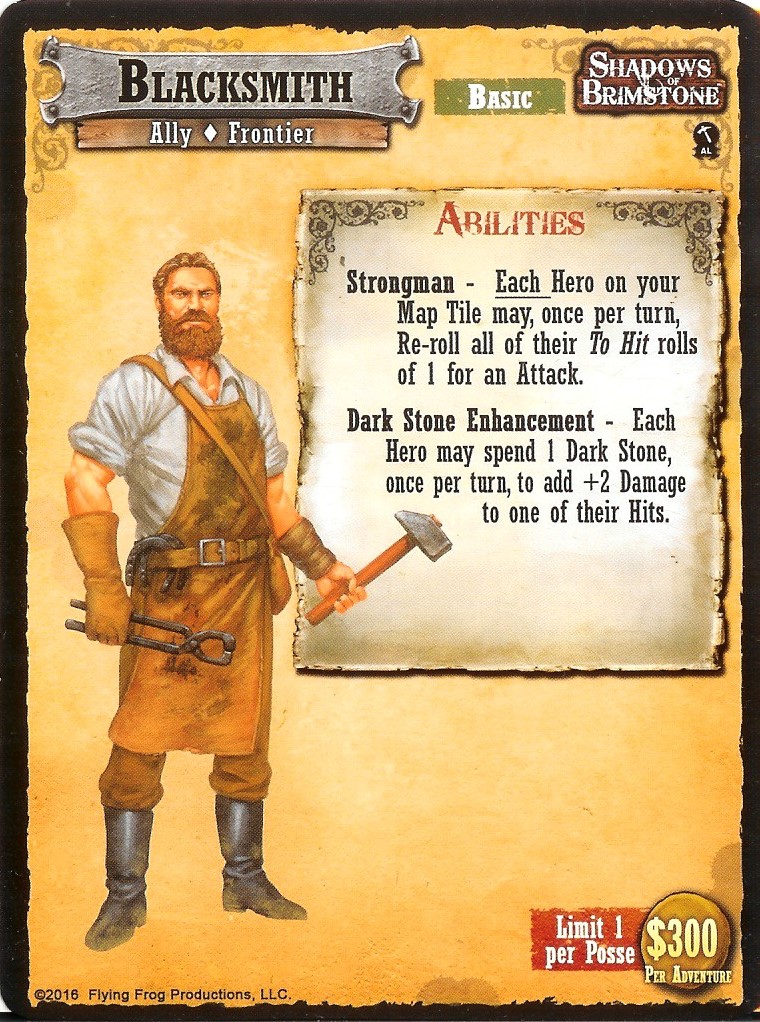 Blacksmith
Ally ♦ Frontier
Basic
Shadows
of
Brimstone
AL
Abilities
Strongman - Each Hero on your
Map Tile may, once per turn,
Re-roll all of their To Hit rolls
of 1 for an Attack.
Dark Stone Enhancement - Each
Hero may spend 1 Dark Stone,
once per turn, to add +2 Damage
to one of their Hits.
Limit 1
per Posse
$300
Per Adventure
©2016 Flying Frog Productions, LLC.